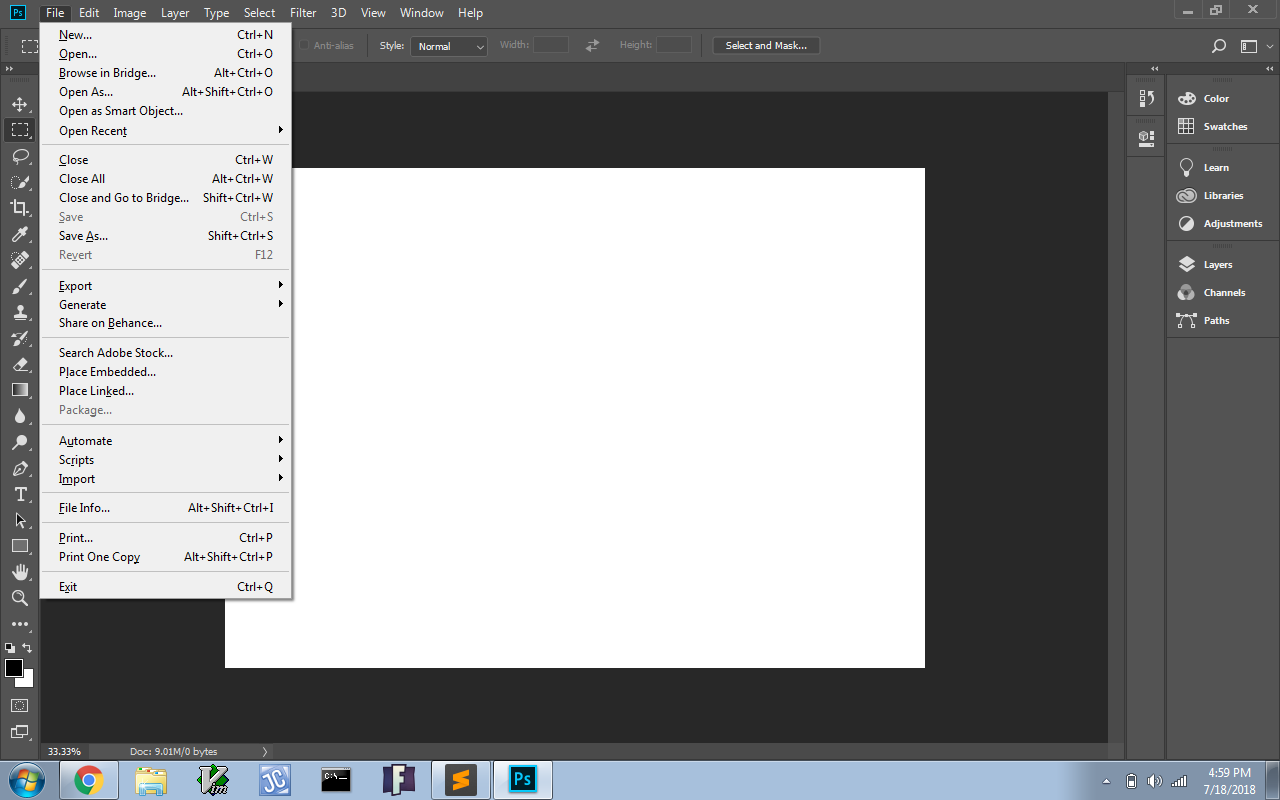 Ps File Edit Image Layer Type Select Filter 3D View Window Help
Anti-alias Style: Normal Width: Height: Select and Mask...
New... Ctrl+N
Open... Ctrl+O
Browse in Bridge... Alt+Ctrl+O
Open As... Alt+Shift+Ctrl+O
Open as Smart Object...
Open Recent
Close Ctrl+W
Close All Alt+Ctrl+W
Close and Go to Bridge... Shift+Ctrl+W
Save Ctrl+S
Save As... Shift+Ctrl+S
Revert F12
Export
Generate
Share on Behance...
Search Adobe Stock...
Place Embedded...
Place Linked...
Package...
Automate
Scripts
Import
File Info... Alt+Shift+Ctrl+I
Print... Ctrl+P
Print One Copy Alt+Shift+Ctrl+P
Exit Ctrl+Q
Color
Swatches
Learn
Libraries
Adjustments
Layers
Channels
Paths
33.33% Doc: 9.01M/0 bytes
Vim JC C:\. F S Ps
4:59 PM
7/18/2018